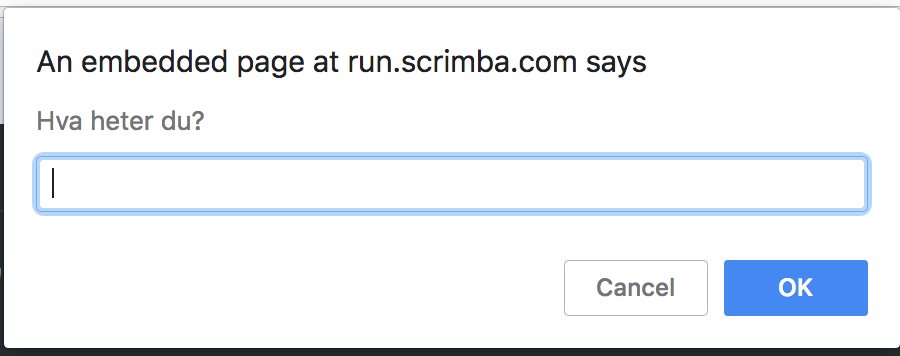 An embedded page at run.scrimba.com says
Hva heter du?
Cancel
OK